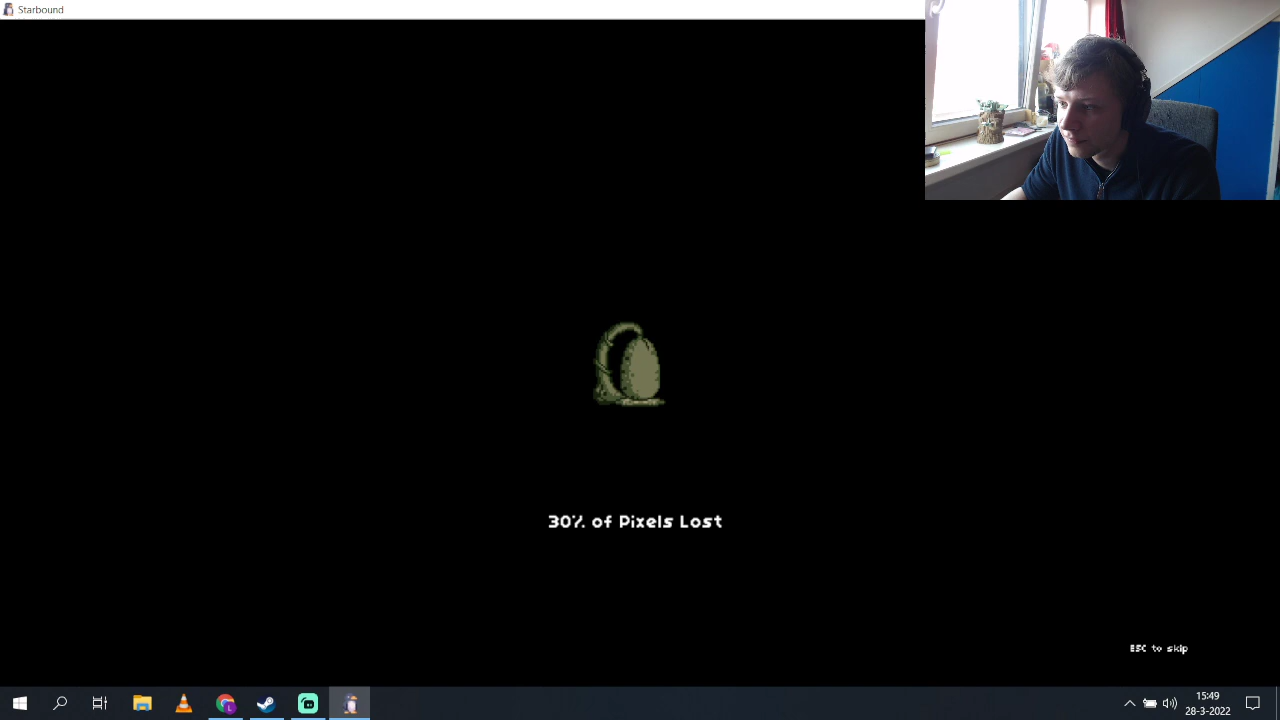 Starbound
30% of Pixels Lost
ESC to skip
15:49
28-3-2022